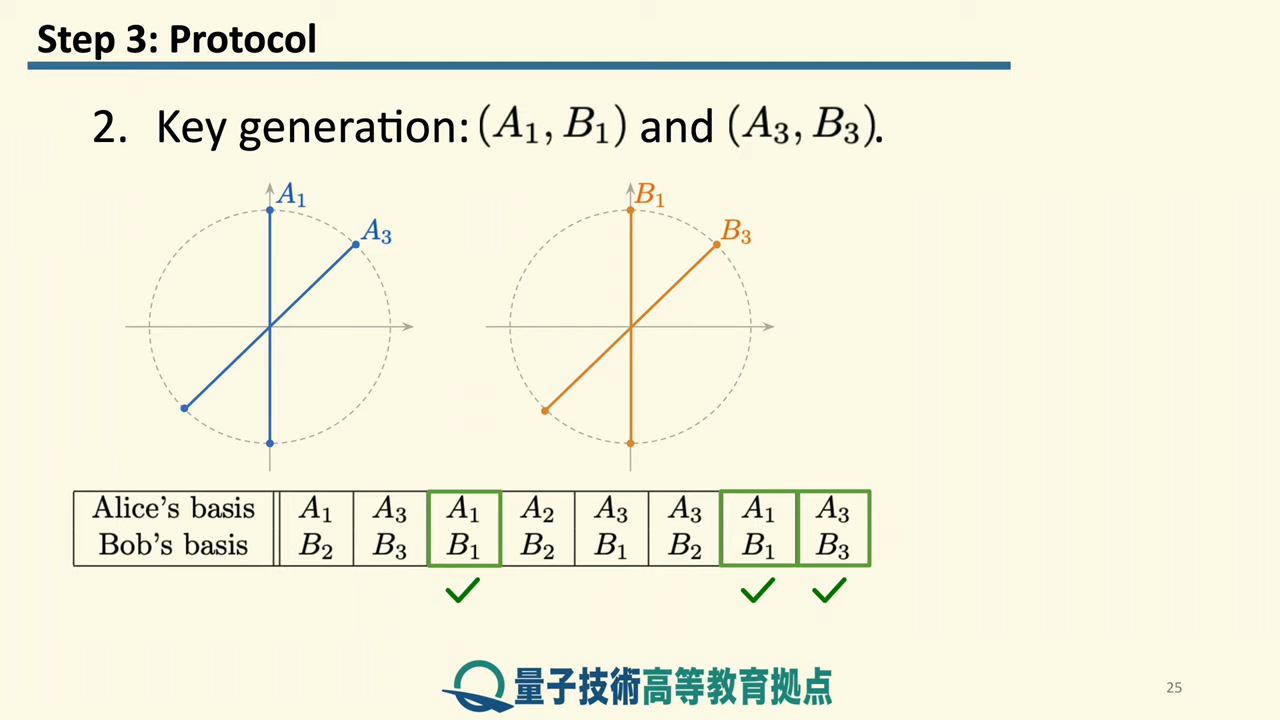 Step 3: Protocol
2. Key generation: (A₁, B₁) and (A₃, B₃).
A₁
A₃
B₁
B₃
Alice's basis A₁ A₃ A₁ A₂ A₃ A₃ A₁ A₃
Bob's basis B₂ B₃ B₁ B₂ B₁ B₂ B₁ B₃
量子技術高等教育拠点
25